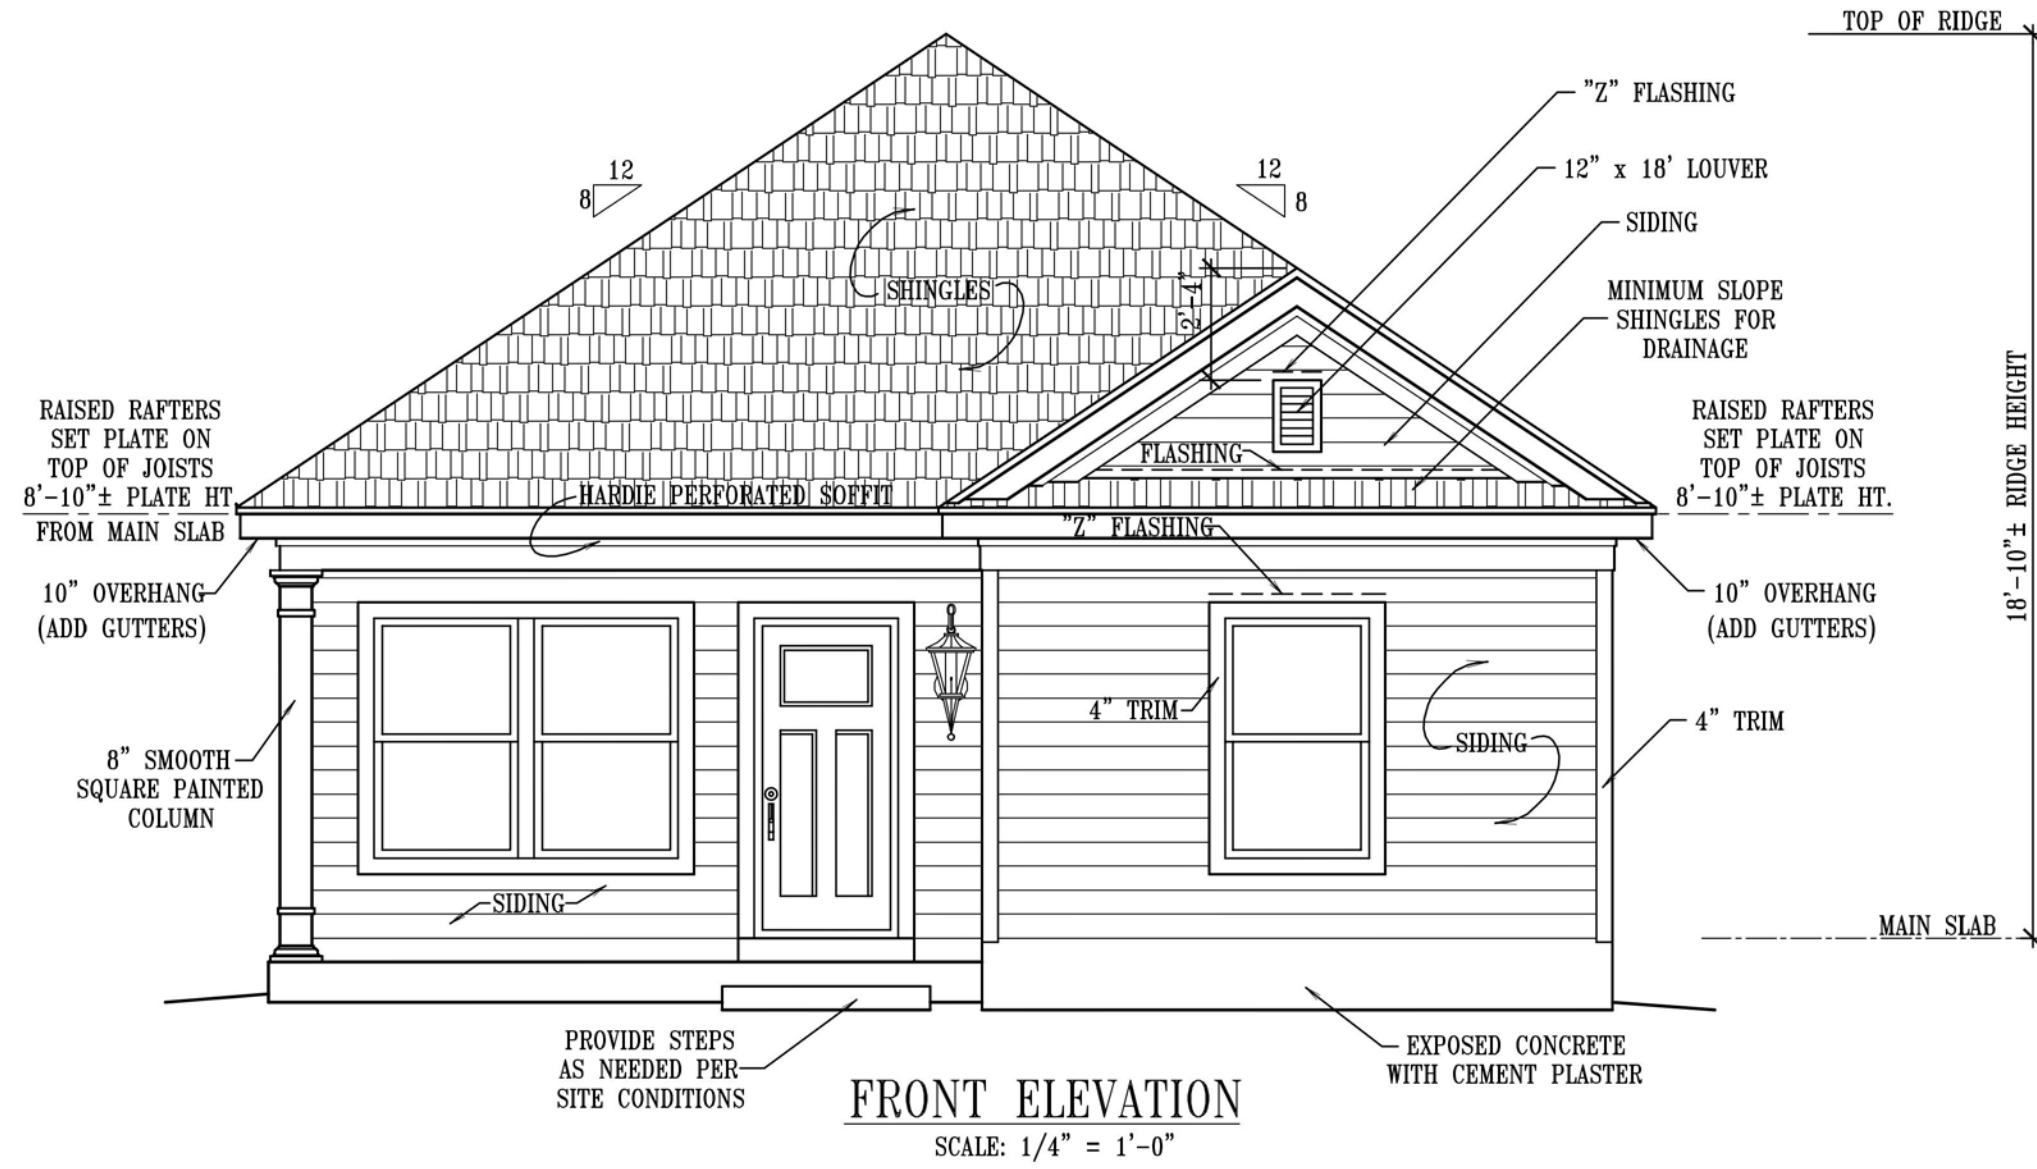 TOP OF RIDGE
"Z" FLASHING
12" x 18' LOUVER
SIDING
MINIMUM SLOPE
SHINGLES FOR
DRAINAGE
12
8
12
8
SHINGLES
2'-4"
RAISED RAFTERS
SET PLATE ON
TOP OF JOISTS
8'-10"± PLATE HT.
FROM MAIN SLAB
10" OVERHANG
(ADD GUTTERS)
HARDIE PERFORATED SOFFIT
FLASHING
"Z" FLASHING
RAISED RAFTERS
SET PLATE ON
TOP OF JOISTS
8'-10"± PLATE HT.
10" OVERHANG
(ADD GUTTERS)
18'-10"± RIDGE HEIGHT
8" SMOOTH
SQUARE PAINTED
COLUMN
SIDING
4" TRIM
SIDING
4" TRIM
MAIN SLAB
PROVIDE STEPS
AS NEEDED PER
SITE CONDITIONS
EXPOSED CONCRETE
WITH CEMENT PLASTER
FRONT ELEVATION
SCALE: 1/4" = 1'-0"